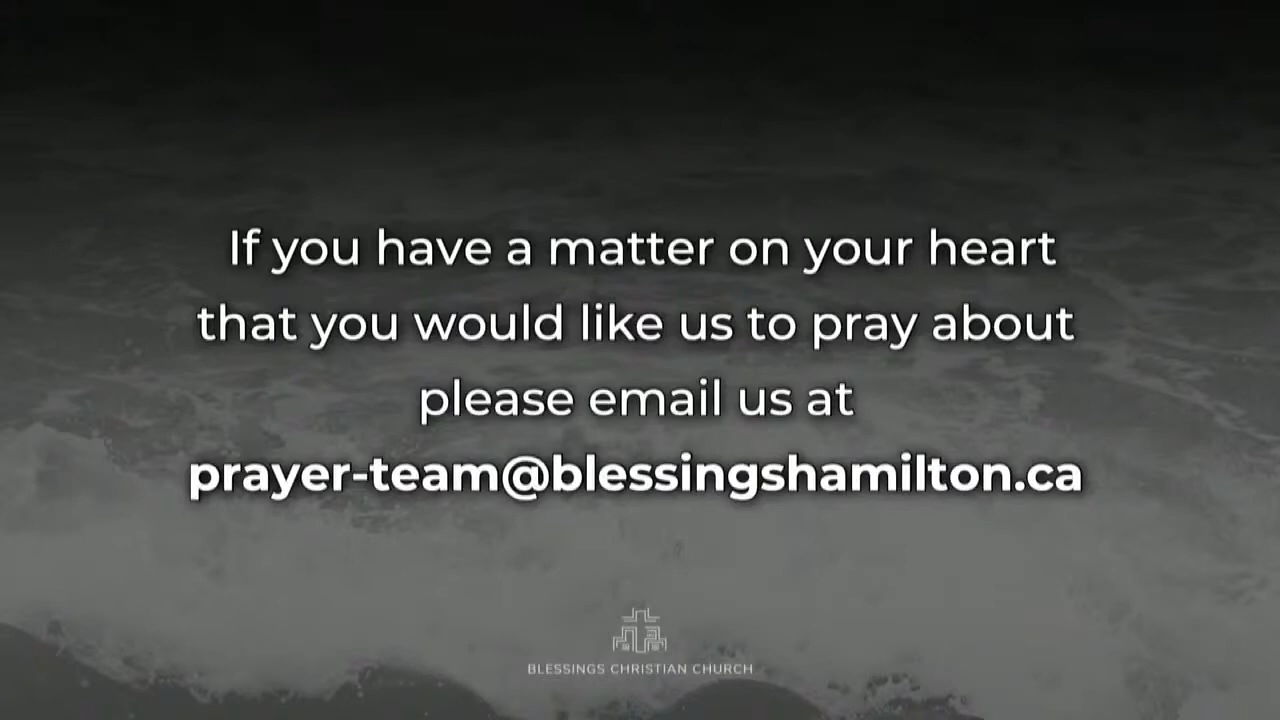 If you have a matter on your heart
that you would like us to pray about
please email us at
prayer-team@blessingshamilton.ca
BLESSINGS CHRISTIAN CHURCH